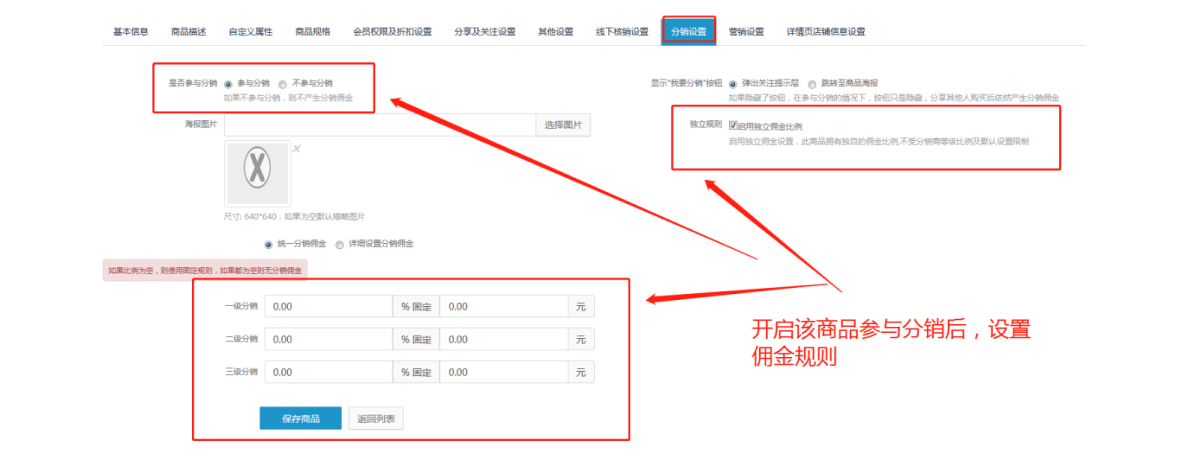 基本信息 商品描述 自定义属性 商品规格 会员权限及折扣设置 分享及关注设置 其他设置 线下核销设置 分销设置 营销设置 详情页店铺信息设置
是否参与分销 参与分销 不参与分销
如果不参与分销，则不产生分销佣金
显示"我要分销"按钮 弹出关注提示层 跳转至商品海报
如果隐藏了按钮，在参与分销的情况下，按钮只是隐藏，分享其他人购买后依然产生分销佣金
海报图片 选择图片
独立规则 启用独立佣金比例
启用独立佣金设置，此商品拥有独自的佣金比例,不受分销商等级比例及默认设置限制
×
尺寸: 640*640，如果为空默认缩略图片
统一分销佣金 详细设置分销佣金
如果比例为空，则使用固定规则，如果都为空则无分销佣金
一级分销 0.00 % 固定 0.00 元
二级分销 0.00 % 固定 0.00 元
三级分销 0.00 % 固定 0.00 元
开启该商品参与分销后，设置
佣金规则
保存商品 返回列表